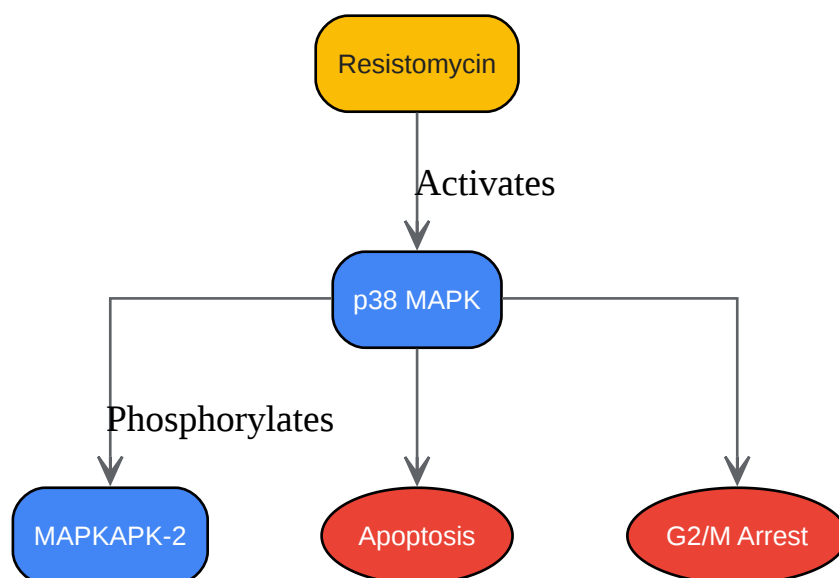 Resistomycin
Activates
p38 MAPK
Phosphorylates
MAPKAPK-2
Apoptosis
G2/M Arrest